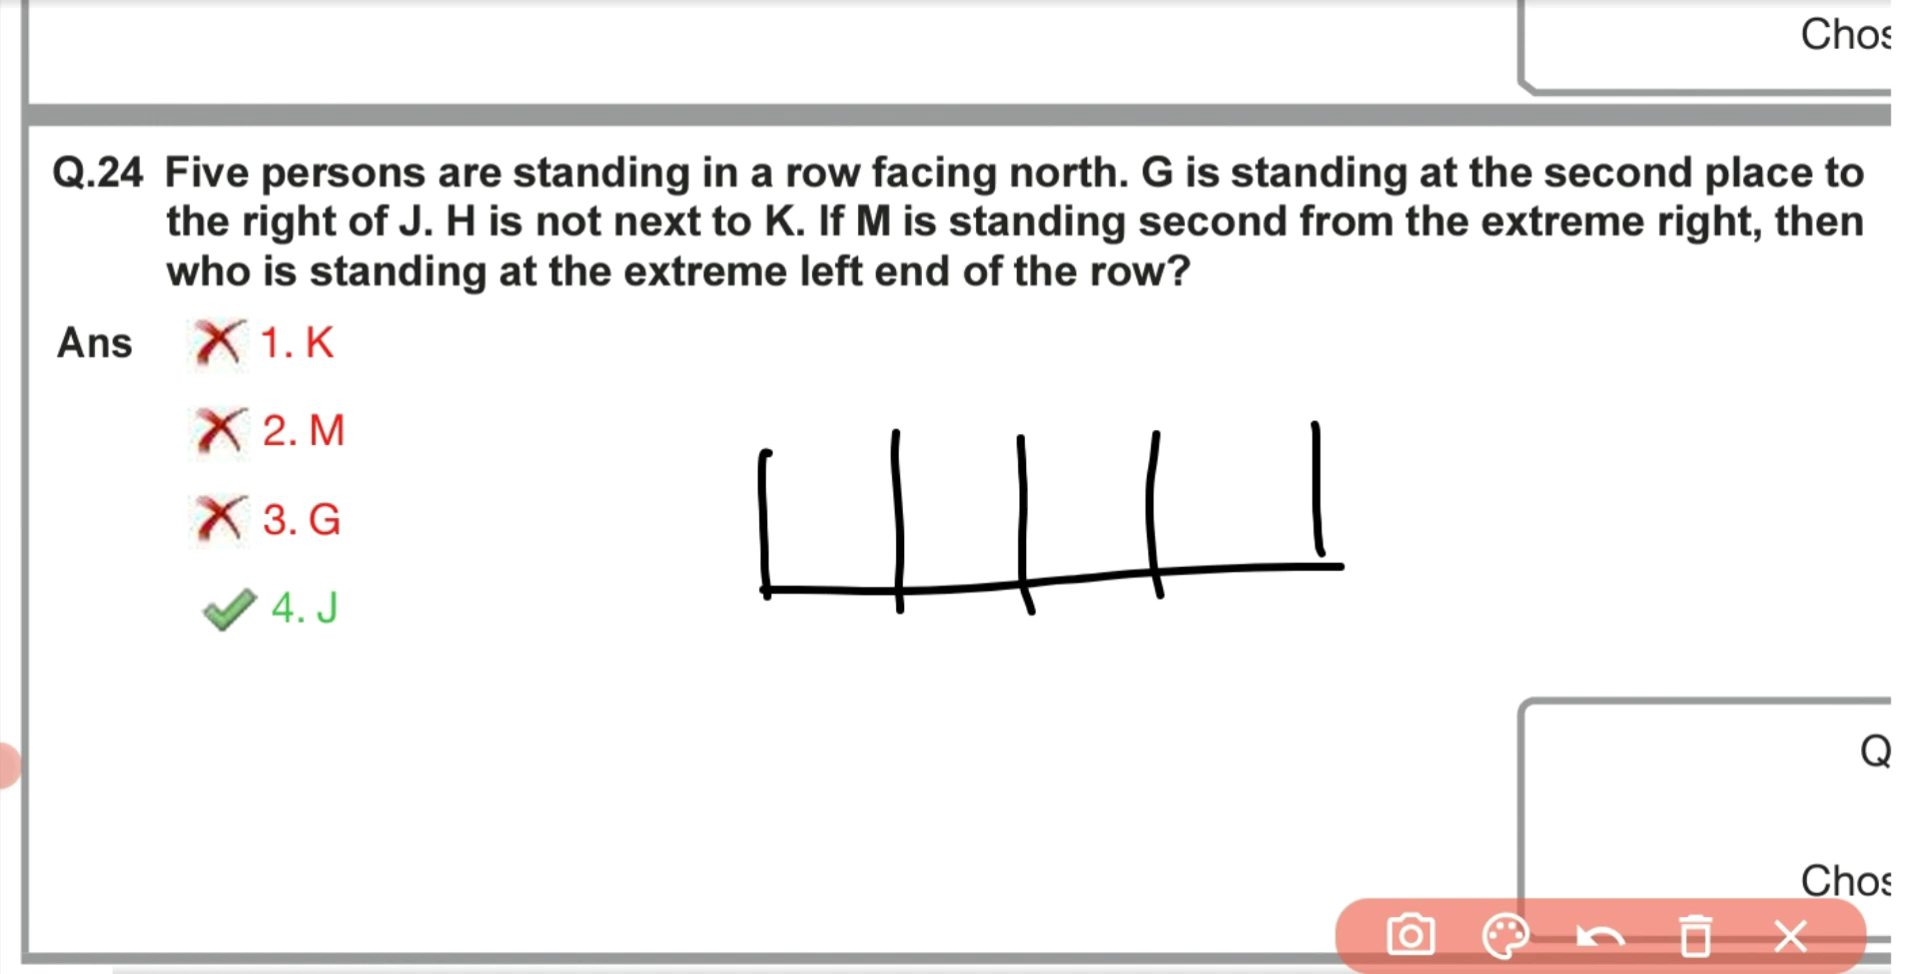 Q.24 Five persons are standing in a row facing north. G is standing at the second place to
the right of J. H is not next to K. If M is standing second from the extreme right, then
who is standing at the extreme left end of the row?
Ans 1. K
2. M
3. G
4. J